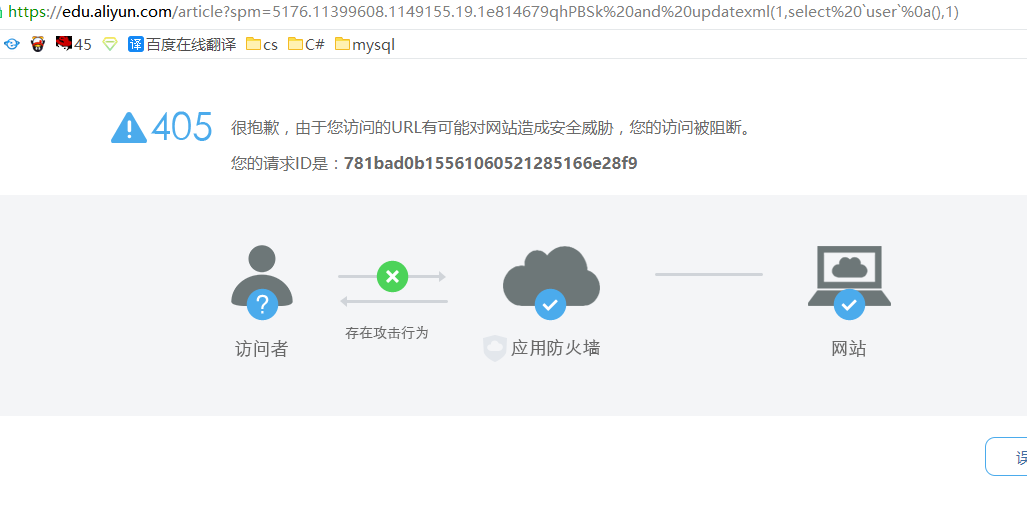 https://edu.aliyun.com/article?spm=5176.11399608.1149155.19.1e814679qhPBSk%20and%20updatexml(1,select%20`user`%0a(),1)
45 译 百度在线翻译 cs C# mysql
405 很抱歉，由于您访问的URL有可能对网站造成安全威胁，您的访问被阻断。
您的请求ID是：781bad0b15561060521285166e28f9
存在攻击行为
访问者 应用防火墙 网站
误